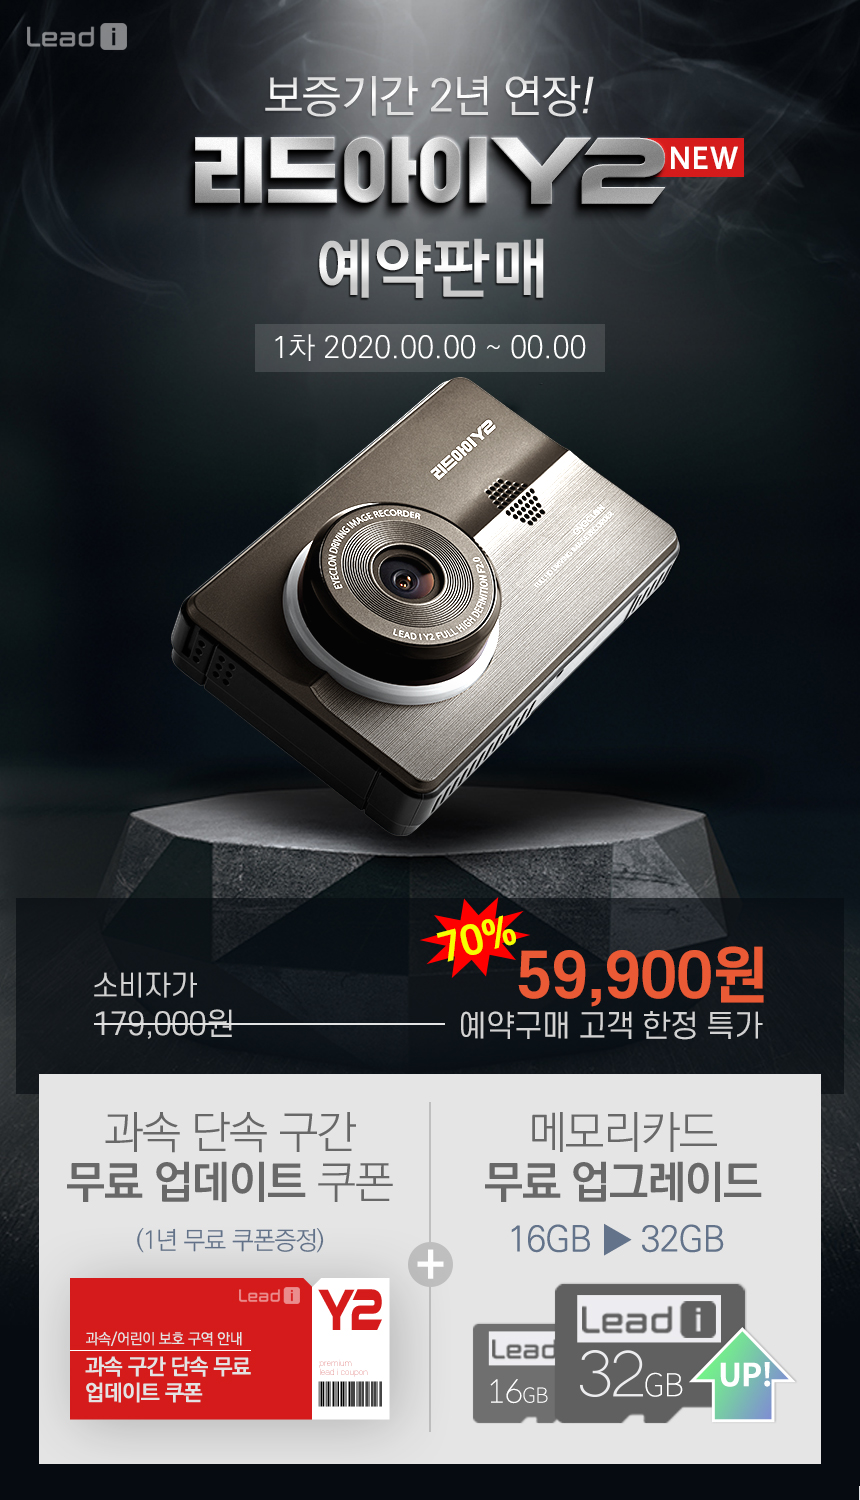 Lead i
보증기간 2년 연장!
리드아이Y2 NEW
예약판매
1차 2020.00.00 ~ 00.00
리드아이Y2
EYECLON DRIVING IMAGE RECORDER
LEAD I Y2 FULL HIGH DEFINITION F2.0
70%
59,900원
소비자가
179,000원
예약구매 고객 한정 특가
과속 단속 구간
무료 업데이트 쿠폰
(1년 무료 쿠폰증정)
Lead i
Y2
과속/어린이 보호 구역 안내
과속 구간 단속 무료
업데이트 쿠폰
premium
lead i coupon
+
메모리카드
무료 업그레이드
16GB ▶ 32GB
Lead
16GB
Lead i
32GB
UP!